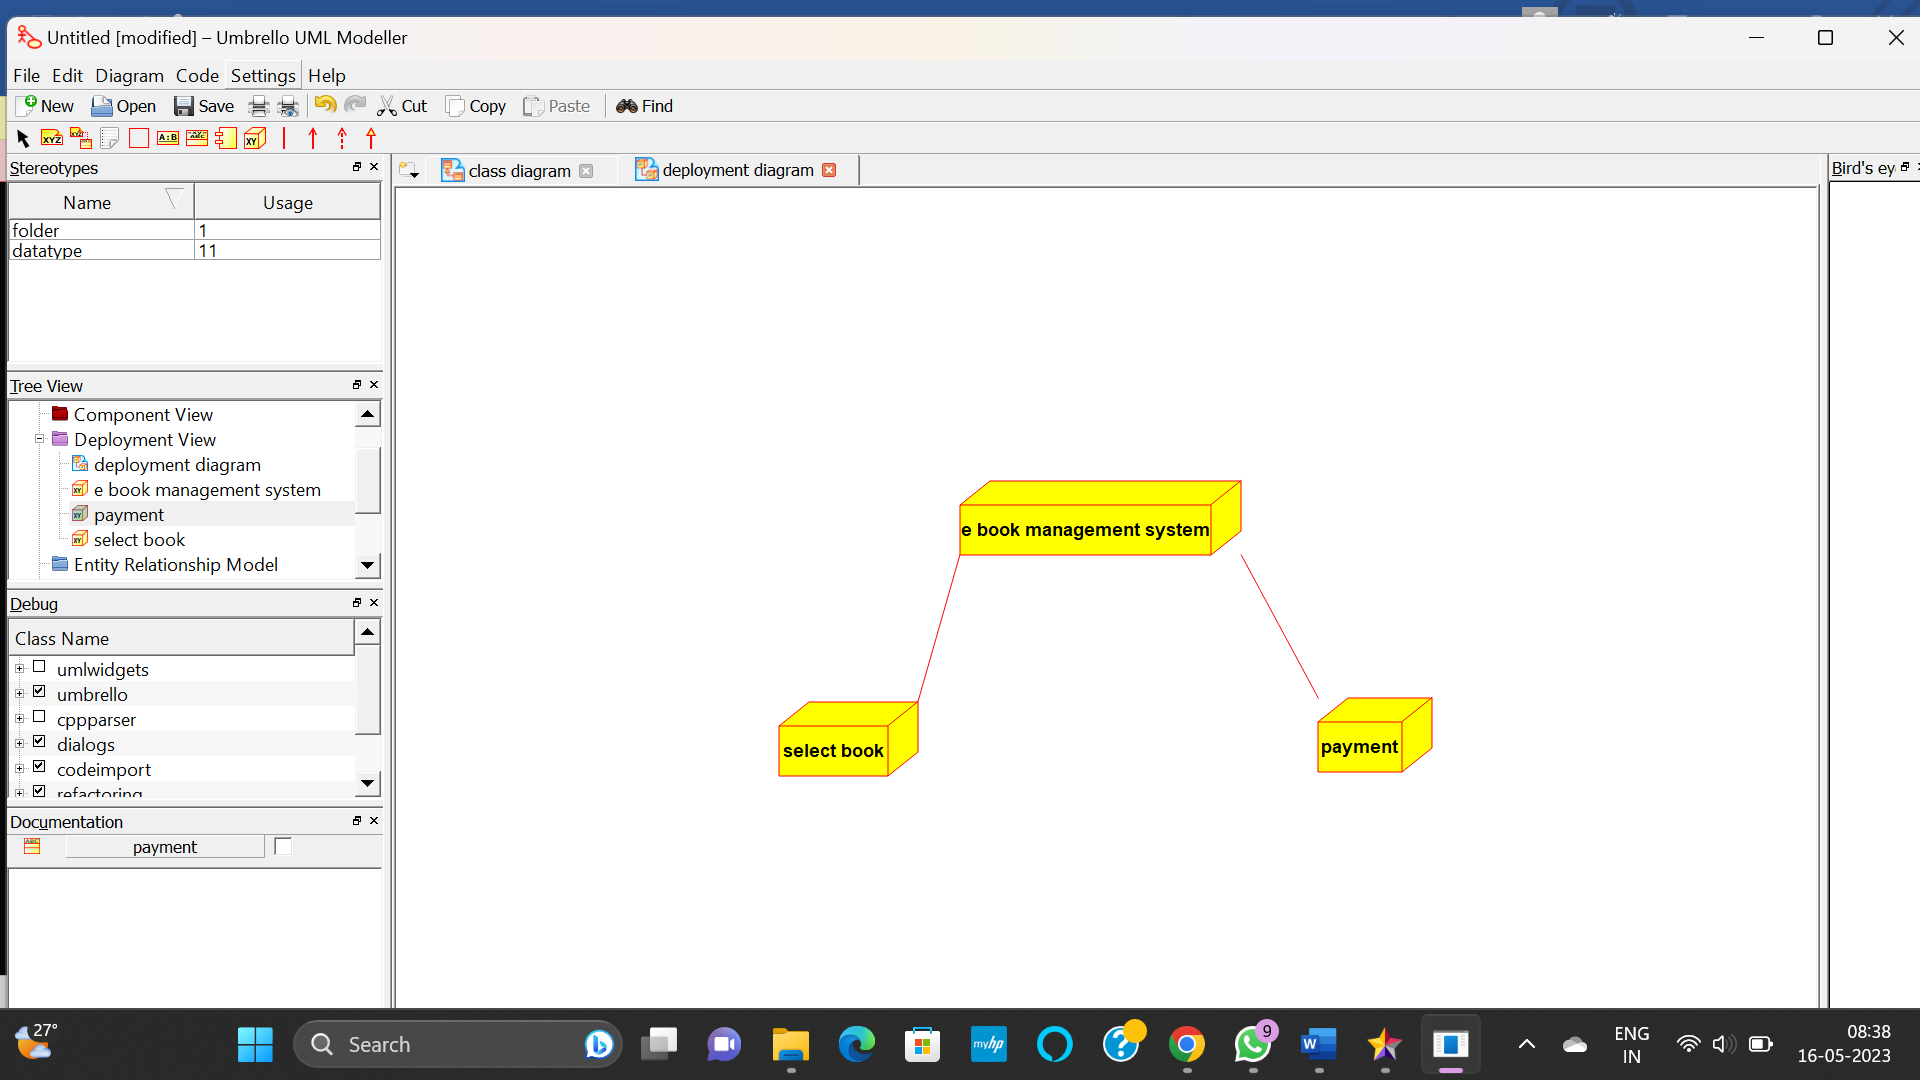 Untitled [modified] – Umbrello UML Modeller
File Edit Diagram Code Settings Help
New Open Save Cut Copy Paste Find
Stereotypes
Name Usage
folder 1
datatype 11
Tree View
Component View
Deployment View
deployment diagram
e book management system
payment
select book
Entity Relationship Model
Debug
Class Name
umlwidgets
umbrello
cppparser
dialogs
codeimport
refactoring
Documentation
payment
class diagram deployment diagram
Bird's ey
e book management system
select book
payment
27°
Search
myhp
9
W
ENG
IN
08:38
16-05-2023